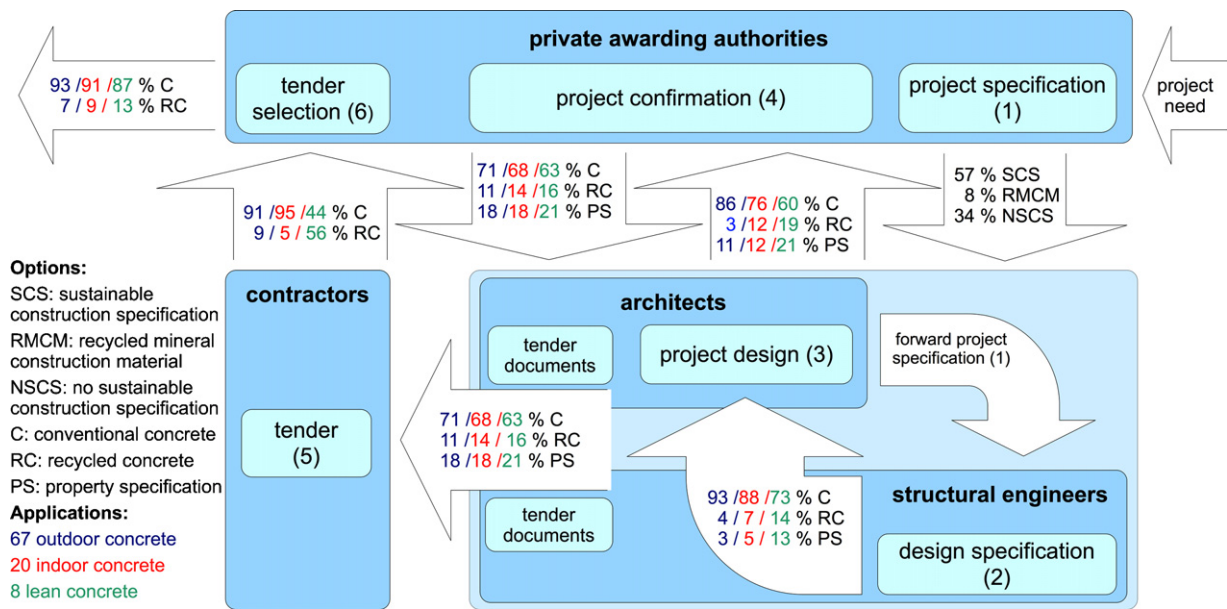 private awarding authorities
93 /91 /87 % C
7 / 9 / 13 % RC
tender
selection (6)
project confirmation (4)
project specification
(1)
project
need
91 /95 /44 % C
9 / 5 / 56 % RC
71 /68 /63 % C
11 /14 /16 % RC
18 /18 /21 % PS
86 /76 /60 % C
3 /12 /19 % RC
11 /12 /21 % PS
57 % SCS
8 % RMCM
34 % NSCS
Options:
SCS: sustainable
construction specification
RMCM: recycled mineral
construction material
NSCS: no sustainable
construction specification
C: conventional concrete
RC: recycled concrete
PS: property specification
Applications:
67 outdoor concrete
20 indoor concrete
8 lean concrete
contractors
tender
(5)
architects
tender
documents
project design (3)
forward project
specification (1)
71 /68 /63 % C
11 /14 / 16 % RC
18 /18 / 21 % PS
tender
documents
93 /88 /73 % C
4 / 7 / 14 % RC
3 / 5 / 13 % PS
structural engineers
design specification
(2)